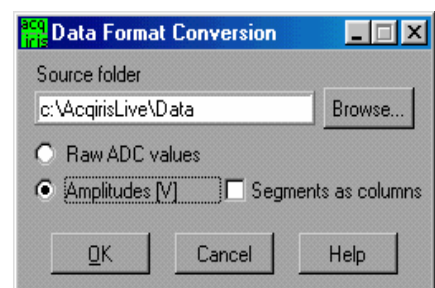 acq
iris
Data Format Conversion
Source folder
c:\AcqirisLive\Data
Browse...
Raw ADC values
Amplitudes [V]
Segments as columns
OK
Cancel
Help